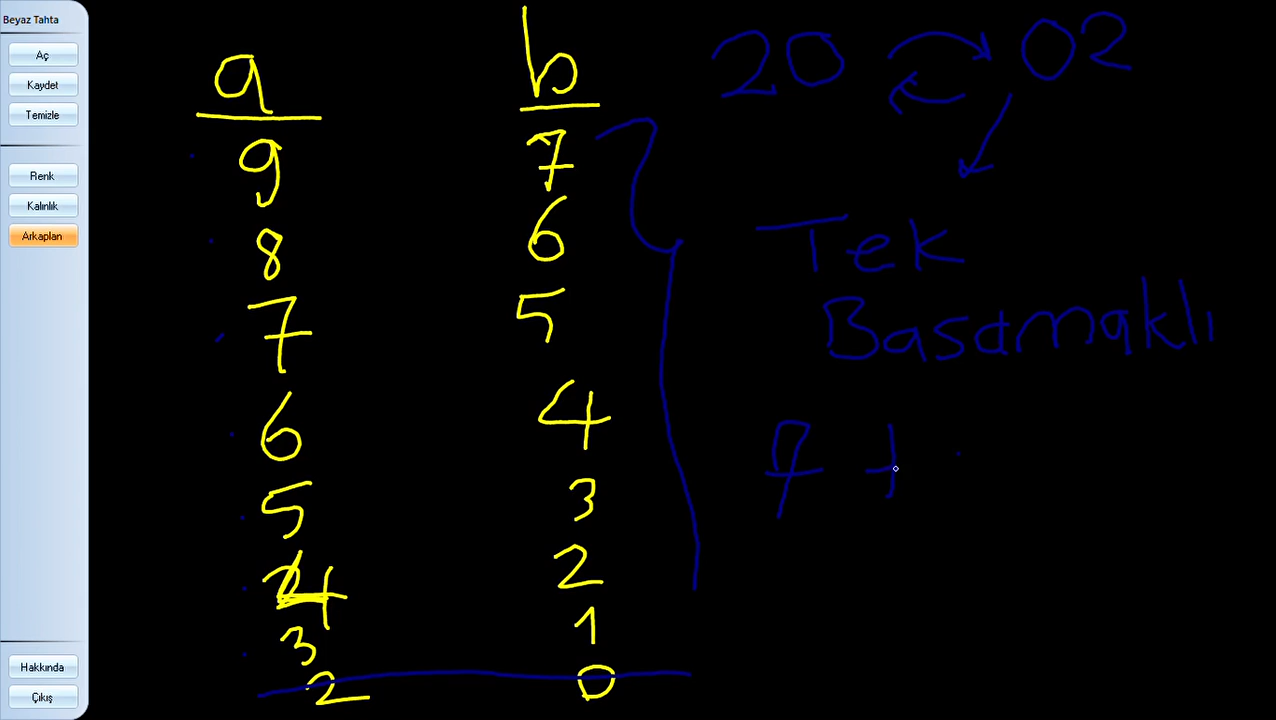 Beyaz Tahta
Aç
Kaydet
Temizle
Renk
Kalınlık
Arkaplan
Hakkında
Çıkış
a b
9 7
8 6
7 5
6 4
5 3
4 2
3 1
2 0
20 02
Tek
Basamaklı
7 +